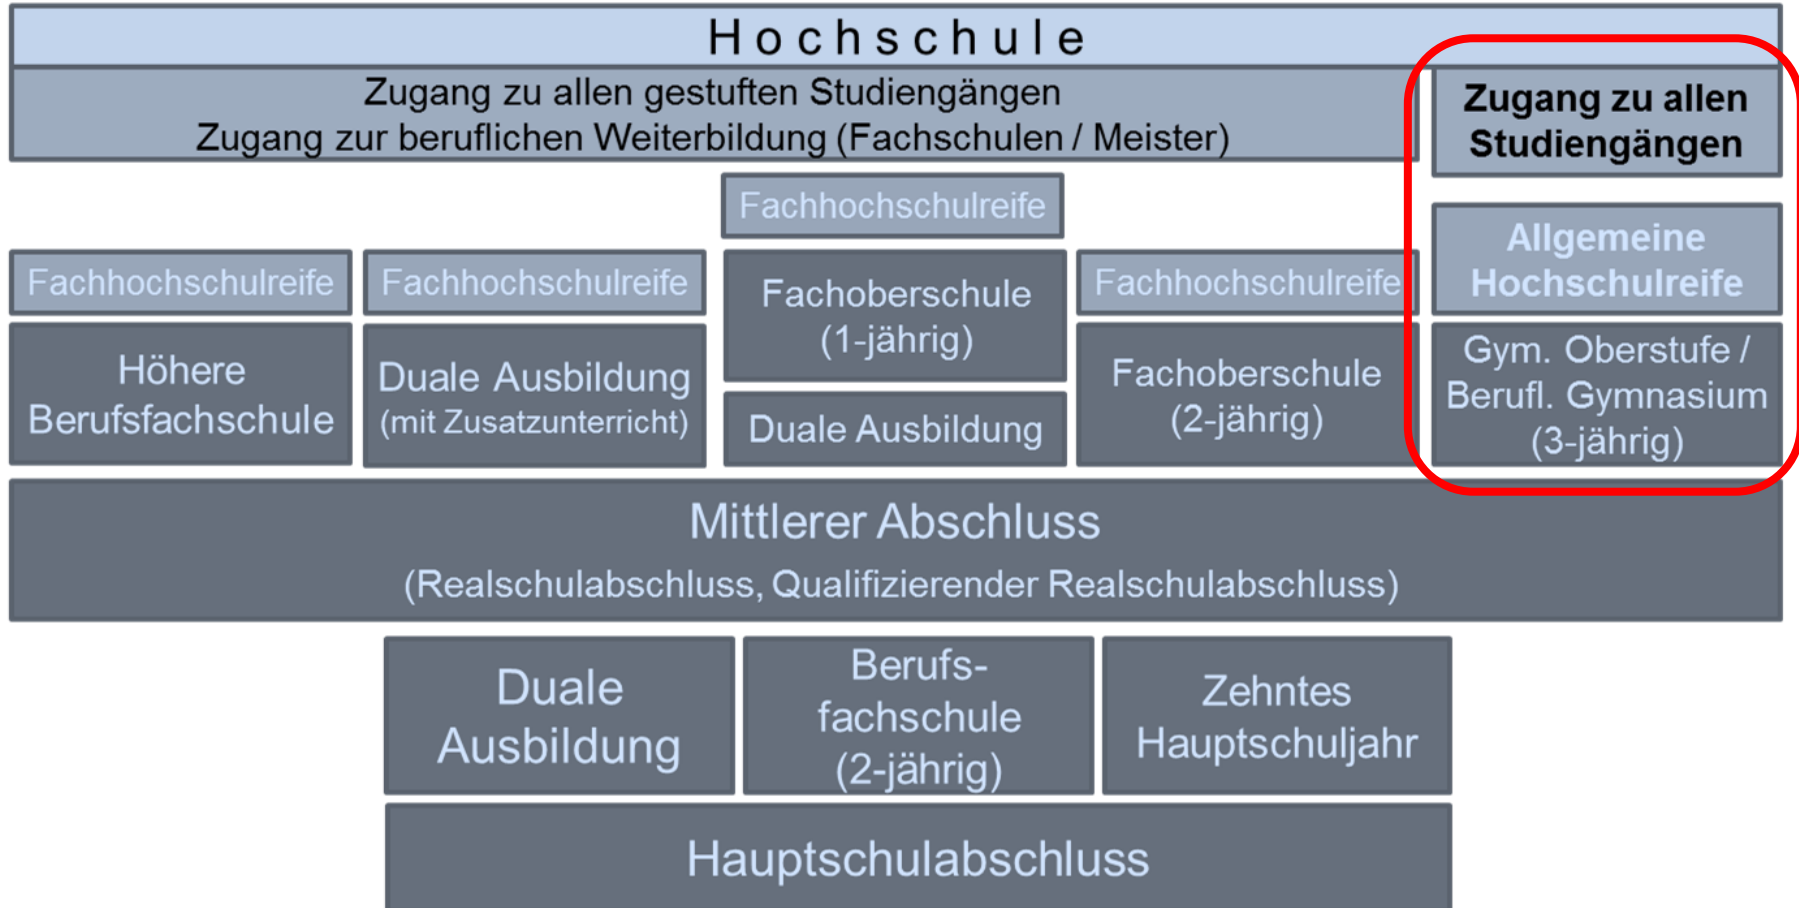 Hochschule
Zugang zu allen gestuften Studiengängen
Zugang zur beruflichen Weiterbildung (Fachschulen / Meister)
Zugang zu allen
Studiengängen
Fachhochschulreife
Allgemeine
Hochschulreife
Fachhochschulreife
Fachhochschulreife
Fachoberschule
(1-jährig)
Fachhochschulreife
Höhere
Berufsfachschule
Duale Ausbildung
(mit Zusatzunterricht)
Duale Ausbildung
Fachoberschule
(2-jährig)
Gym. Oberstufe /
Berufl. Gymnasium
(3-jährig)
Mittlerer Abschluss
(Realschulabschluss, Qualifizierender Realschulabschluss)
Duale
Ausbildung
Berufs-
fachschule
(2-jährig)
Zehntes
Hauptschuljahr
Hauptschulabschluss